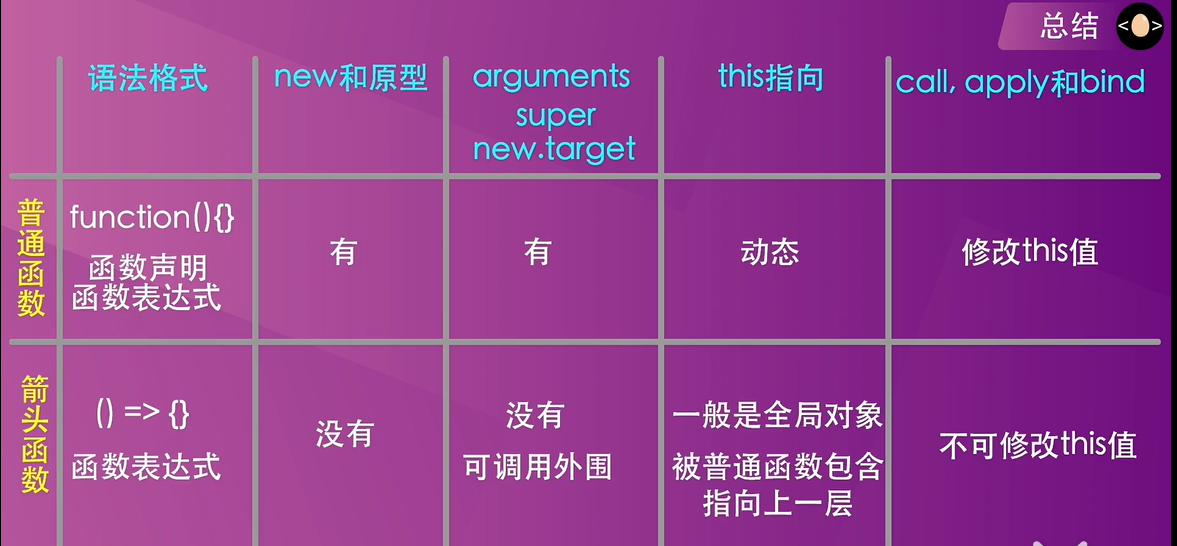 总结
语法格式
new和原型
arguments
super
new.target
this指向
call, apply和bind
普通函数
function(){}
函数声明
函数表达式
有
有
动态
修改this值
箭头函数
() => {}
函数表达式
没有
没有
可调用外围
一般是全局对象
被普通函数包含
指向上一层
不可修改this值